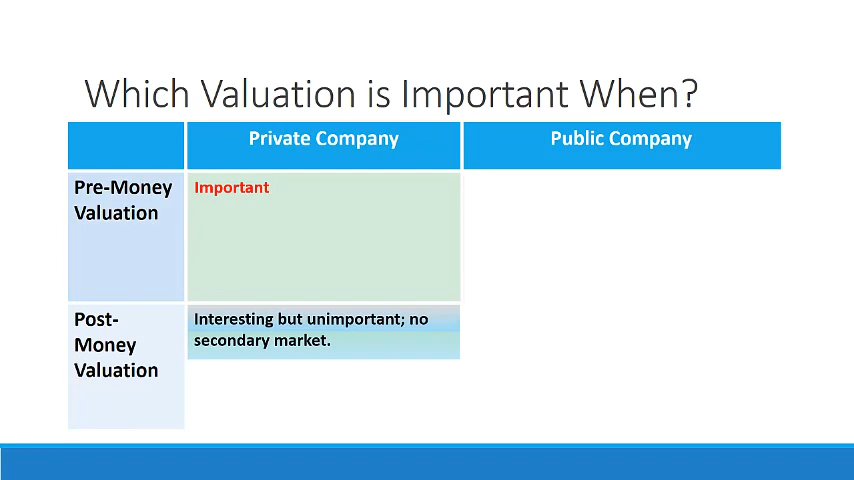 Which Valuation is Important When?
Private Company
Public Company
Pre-Money
Valuation
Important
Post-
Money
Valuation
Interesting but unimportant; no
secondary market.